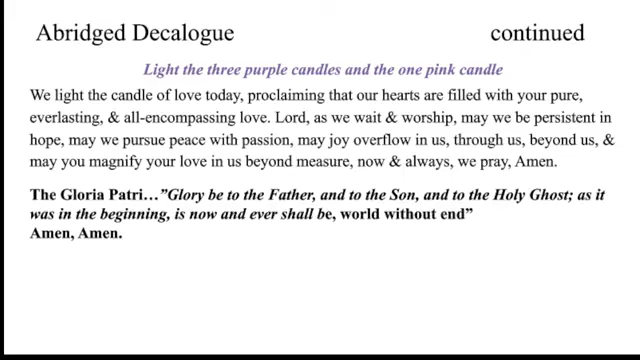 Abridged Decalogue continued
Light the three purple candles and the one pink candle
We light the candle of love today, proclaiming that our hearts are filled with your pure,
everlasting, & all-encompassing love. Lord, as we wait & worship, may we be persistent in
hope, may we pursue peace with passion, may joy overflow in us, through us, beyond us, &
may you magnify your love in us beyond measure, now & always, we pray, Amen.
The Gloria Patri…”Glory be to the Father, and to the Son, and to the Holy Ghost; as it
was in the beginning, is now and ever shall be, world without end”
Amen, Amen.